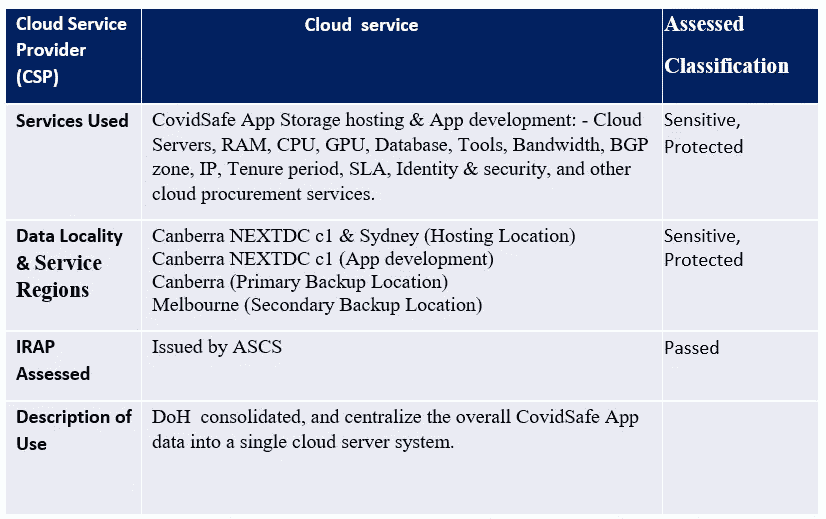 Cloud Service
Provider
(CSP)
Cloud service
Assessed
Classification
Services Used
CovidSafe App Storage hosting & App development: - Cloud
Servers, RAM, CPU, GPU, Database, Tools, Bandwidth, BGP
zone, IP, Tenure period, SLA, Identity & security, and other
cloud procurement services.
Sensitive,
Protected
Data Locality
& Service
Regions
Canberra NEXTDC c1 & Sydney (Hosting Location)
Canberra NEXTDC c1 (App development)
Canberra (Primary Backup Location)
Melbourne (Secondary Backup Location)
Sensitive,
Protected
IRAP
Assessed
Issued by ASCS
Passed
Description of
Use
DoH consolidated, and centralize the overall CovidSafe App
data into a single cloud server system.